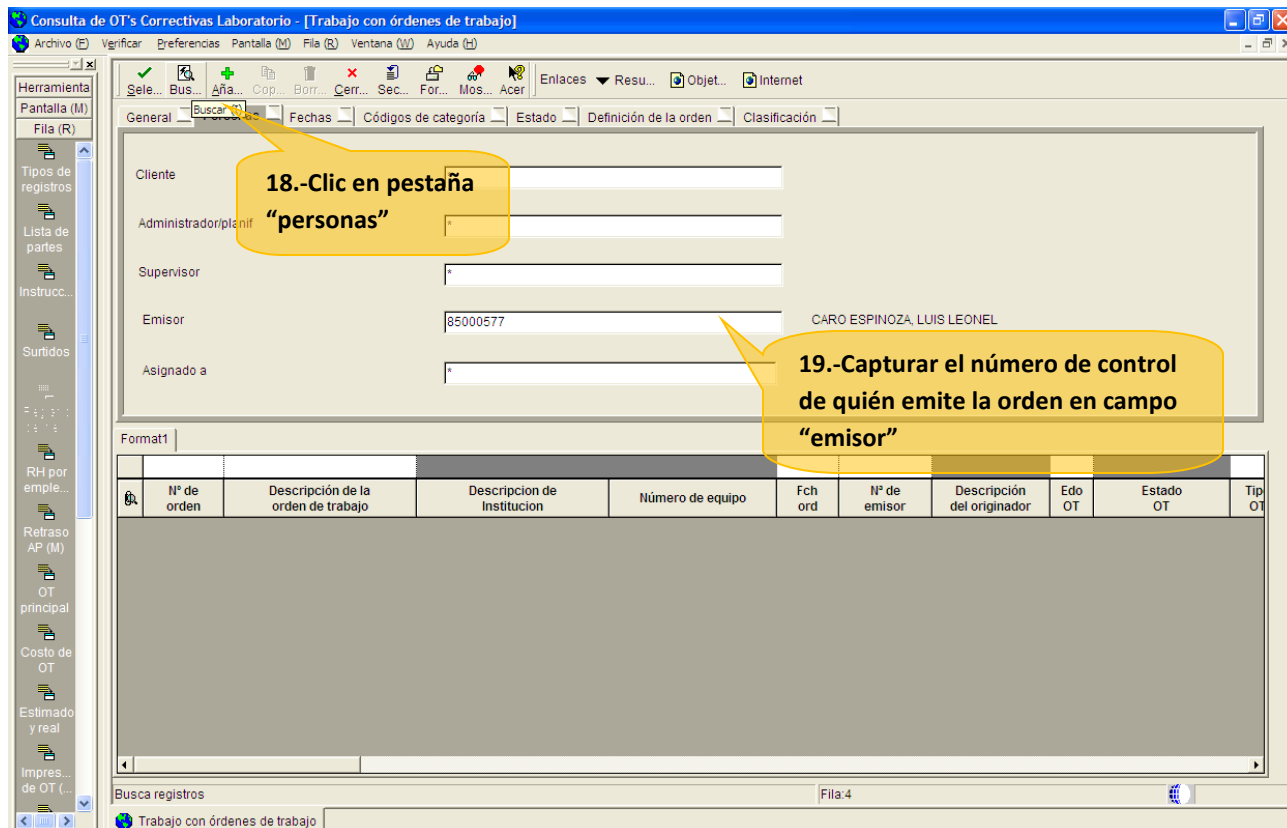 Consulta de OT's Correctivas Laboratorio - [Trabajo con órdenes de trabajo]
Archivo (F) Verificar Preferencias Pantalla (M) Fila (R) Ventana (W) Ayuda (H)
Herramienta
Pantalla (M)
Fila (R)
Sele... Bus... Aña... Cop... Borr... Cerr... Sec... For... Mos... Acer Enlaces Resu... Objet... Internet
Buscar (I)
General Fechas Códigos de categoría Estado Definición de la orden Clasificación
18.-Clic en pestaña
“personas”
Cliente
Administrador/planif *
Supervisor *
Emisor 85000577 CARO ESPINOZA, LUIS LEONEL
Asignado a *
19.-Capturar el número de control
de quién emite la orden en campo
“emisor”
Tipos de
registros
Lista de
partes
Instrucc...
Surtidos
RH por
emple...
Retraso
AP (M)
OT
principal
Costo de
OT
Estimado
y real
Impres...
de OT (...
Format1
N° de
orden
Descripción de la
orden de trabajo
Descripcion de
Institucion
Número de equipo
Fch
ord
Nª de
emisor
Descripción
del originador
Edo
OT
Estado
OT
Tip
OT
Busca registros Fila:4
Trabajo con órdenes de trabajo